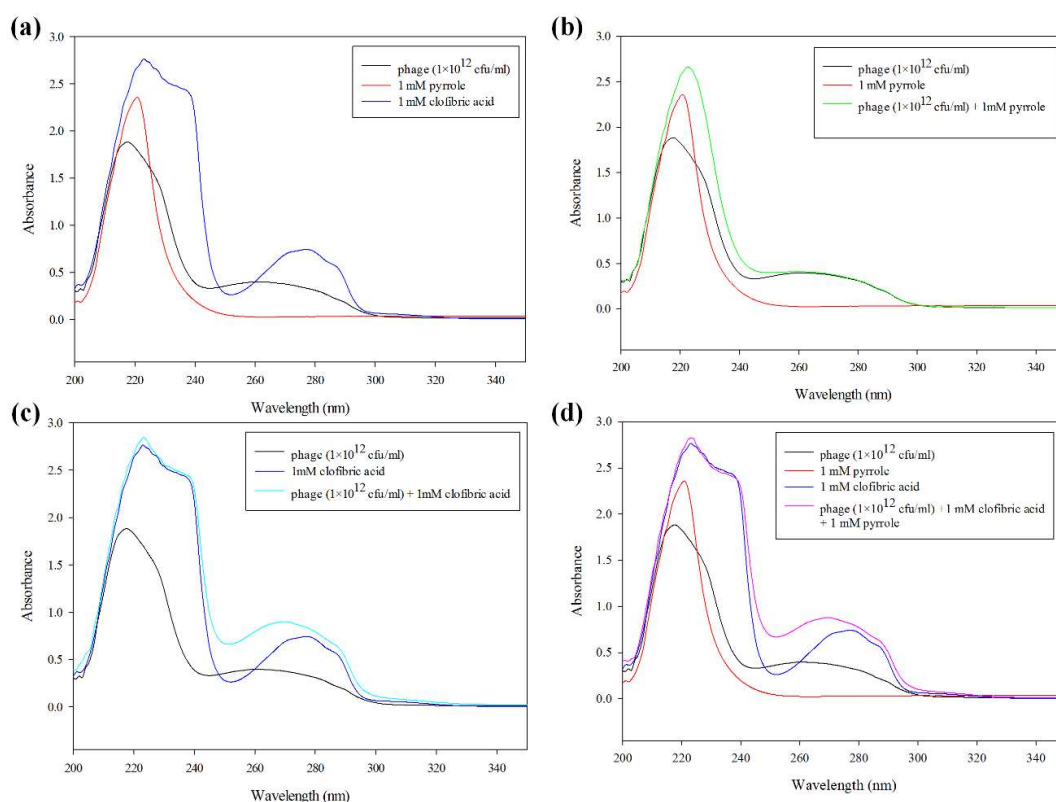 (a)
3.0
2.5
2.0
1.5
1.0
0.5
0.0
Absorbance
phage (1×10¹² cfu/ml)
1 mM pyrrole
1 mM clofibric acid
200 220 240 260 280 300 320 340
Wavelength (nm)
(b)
3.0
2.5
2.0
1.5
1.0
0.5
0.0
Absorbance
phage (1×10¹² cfu/ml)
1 mM pyrrole
phage (1×10¹² cfu/ml) + 1mM pyrrole
200 220 240 260 280 300 320 340
Wavelength (nm)
(c)
3.0
2.5
2.0
1.5
1.0
0.5
0.0
Absorbance
phage (1×10¹² cfu/ml)
1mM clofibric acid
phage (1×10¹² cfu/ml) + 1mM clofibric acid
200 220 240 260 280 300 320 340
Wavelength (nm)
(d)
3.0
2.5
2.0
1.5
1.0
0.5
0.0
Absorbance
phage (1×10¹² cfu/ml)
1 mM pyrrole
1 mM clofibric acid
phage (1×10¹² cfu/ml) +1 mM clofibric acid
+ 1 mM pyrrole
200 220 240 260 280 300 320 340
Wavelength (nm)